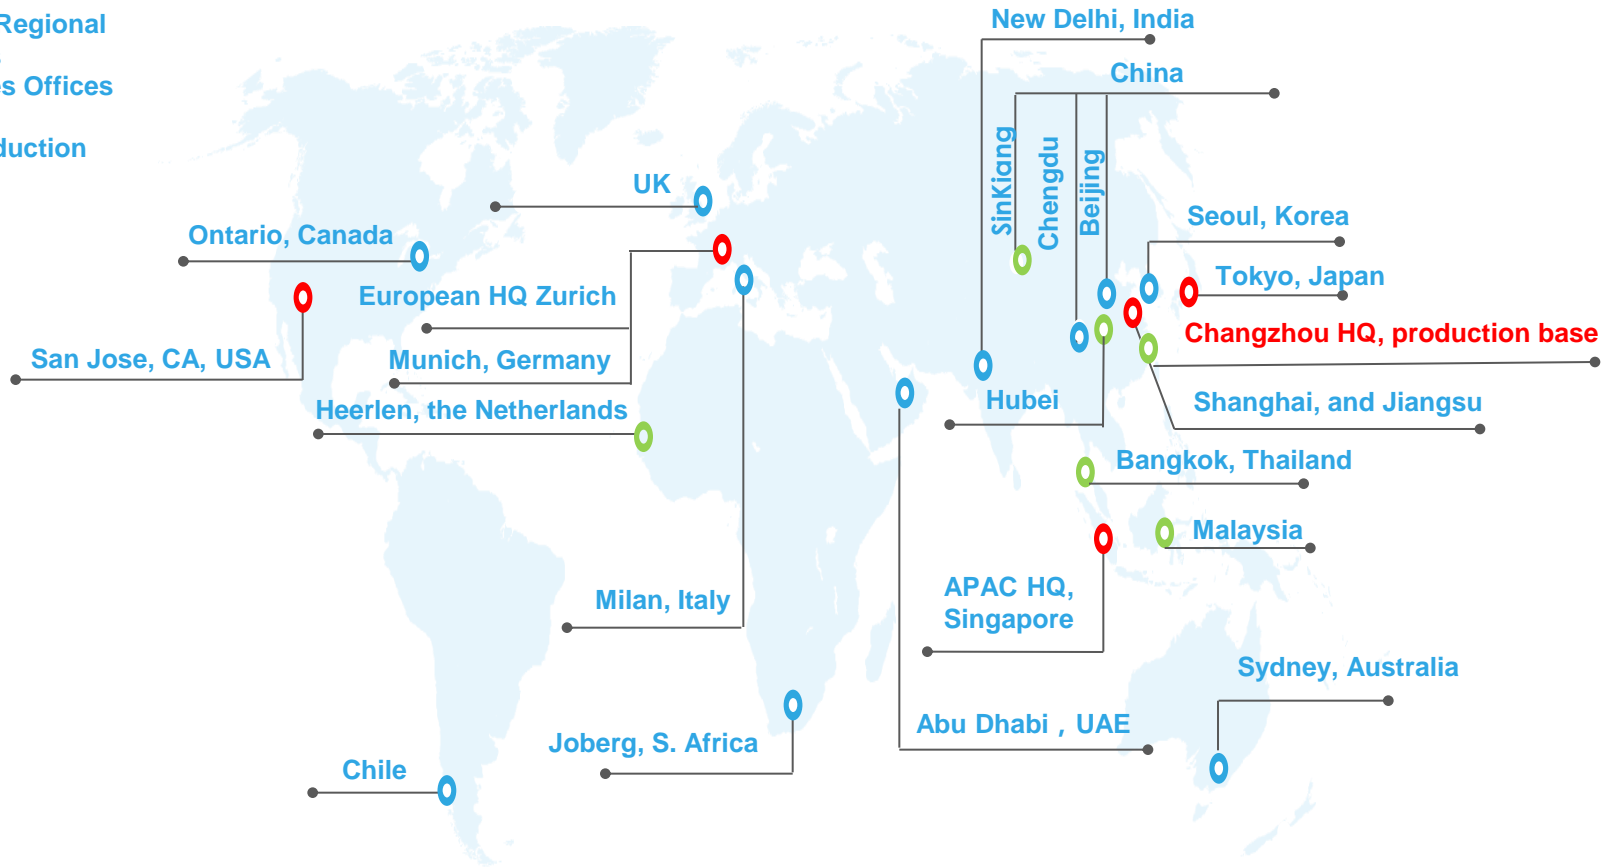 Regional
es Offices
duction
New Delhi, India
China
SinKiang
Chengdu
Beijing
UK
Seoul, Korea
Ontario, Canada
Tokyo, Japan
European HQ Zurich
Changzhou HQ, production base
San Jose, CA, USA
Munich, Germany
Hubei
Shanghai, and Jiangsu
Heerlen, the Netherlands
Bangkok, Thailand
Malaysia
APAC HQ,
Singapore
Milan, Italy
Sydney, Australia
Abu Dhabi , UAE
Joberg, S. Africa
Chile